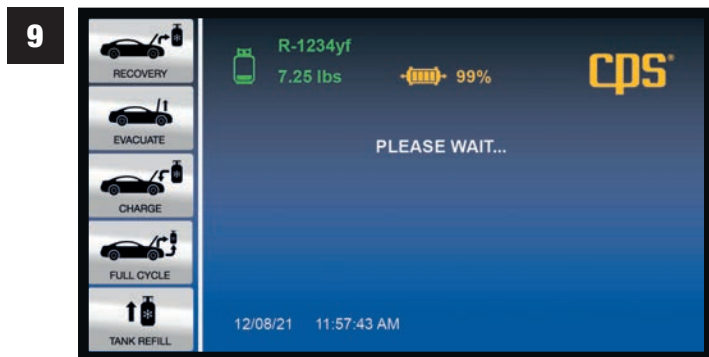 9
RECOVERY
EVACUATE
CHARGE
FULL CYCLE
TANK REFILL
R-1234yf
7.25 lbs
99%
cps®
PLEASE WAIT...
12/08/21 11:57:43 AM